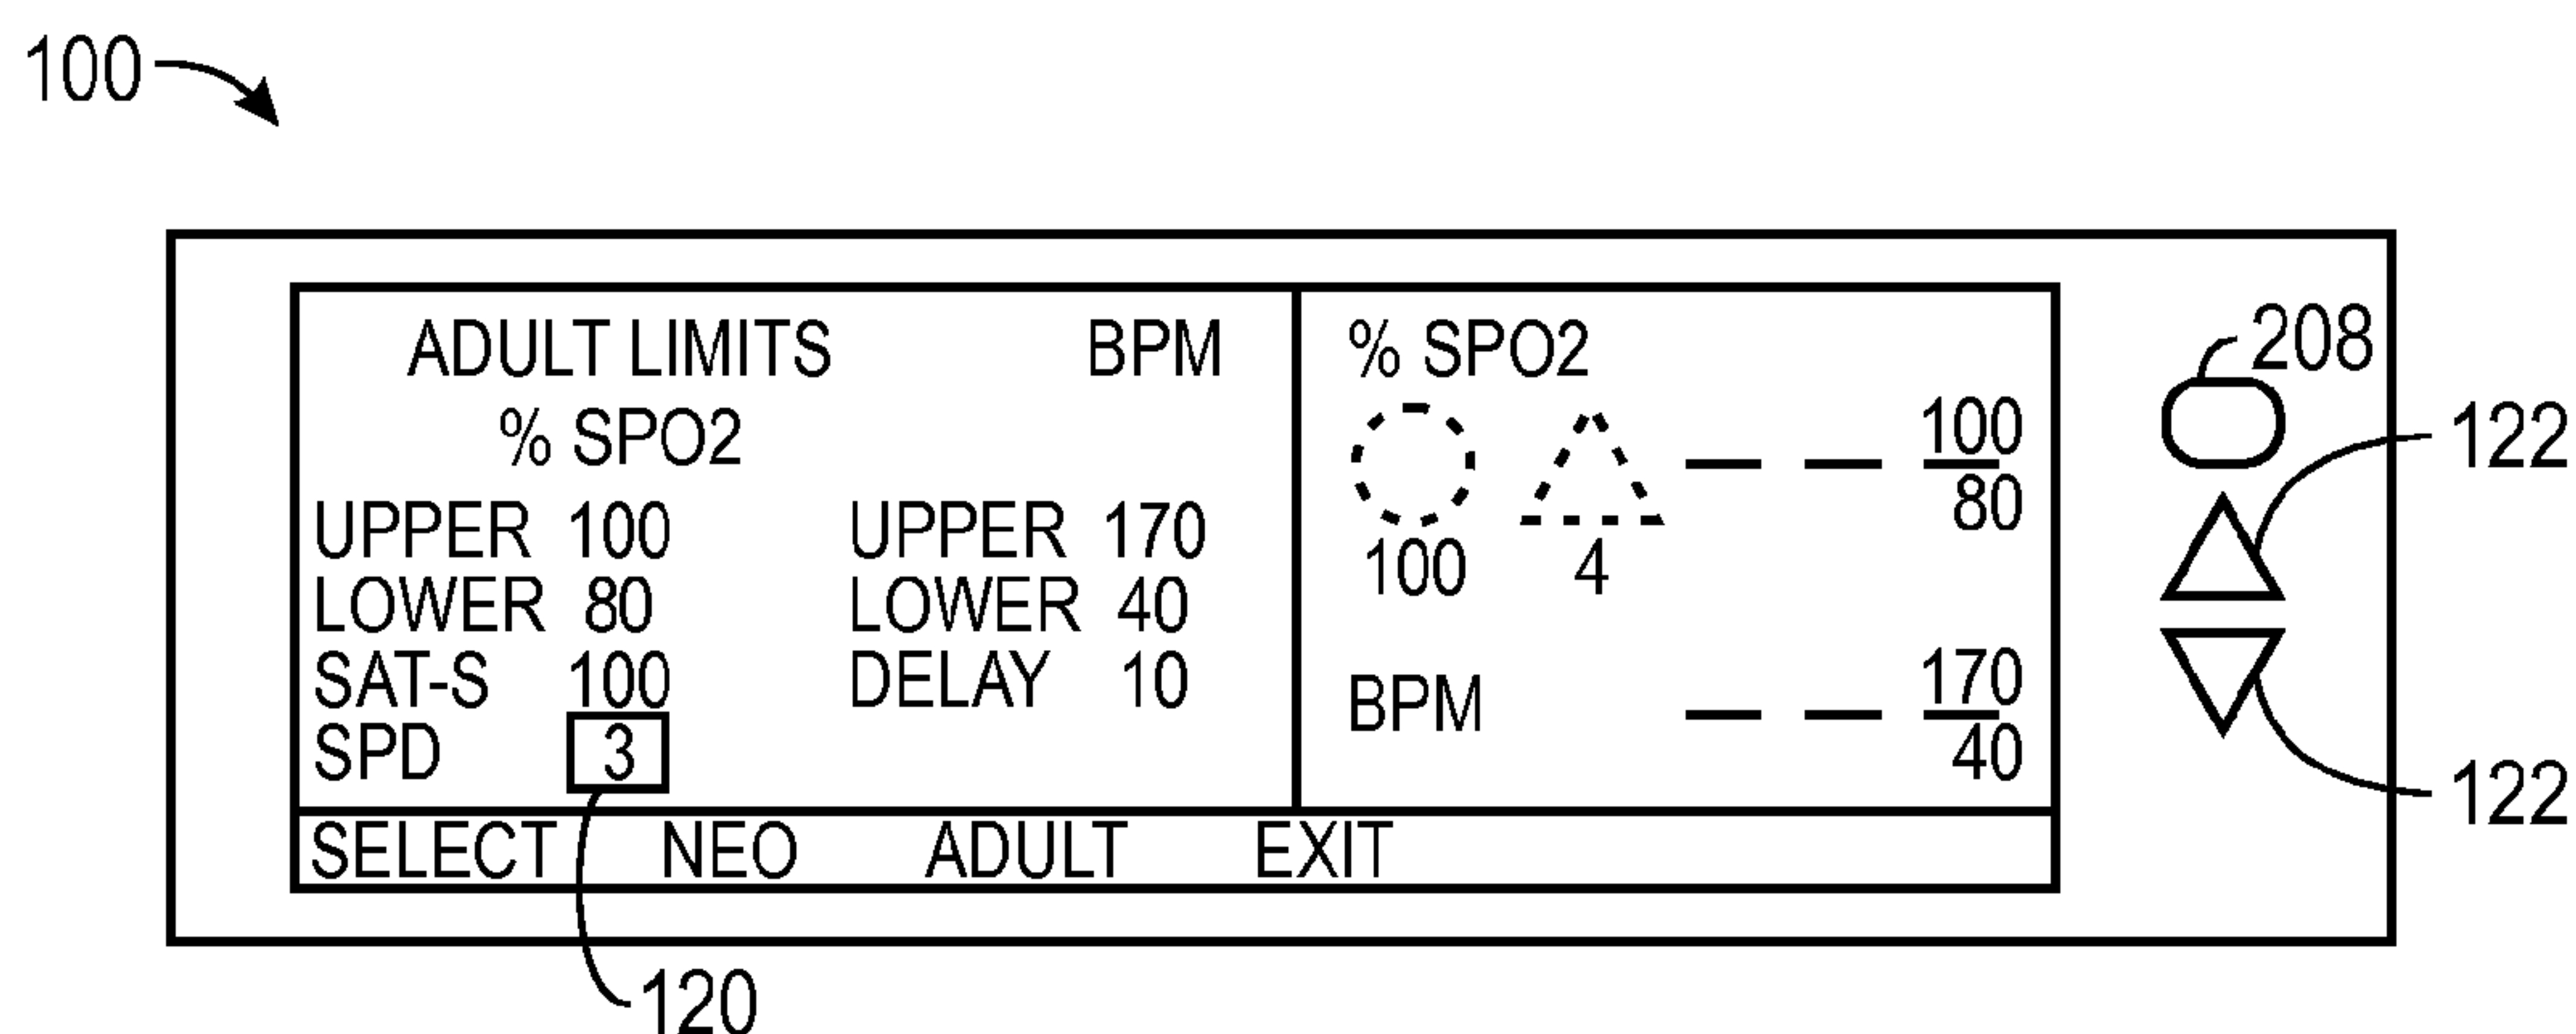 100
ADULT LIMITS BPM
% SPO2
UPPER 100 UPPER 170
LOWER 80 LOWER 40
SAT-S 100 DELAY 10
SPD 3
% SPO2
100 4
— — — 100
80
BPM — — — 170
40
SELECT NEO ADULT EXIT
208
122
122
120